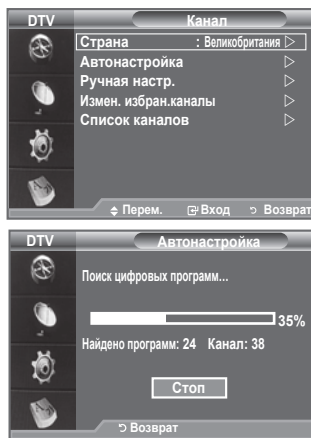 DTV Канал
Страна : Великобритания ▷
Автонастройка ▷
Ручная настр. ▷
Измен. избран.каналы ▷
Список каналов ▷
Перем. Вход Возврат
DTV Автонастройка
Поиск цифровых программ...
35%
Найдено программ: 24 Канал: 38
Стоп
Возврат